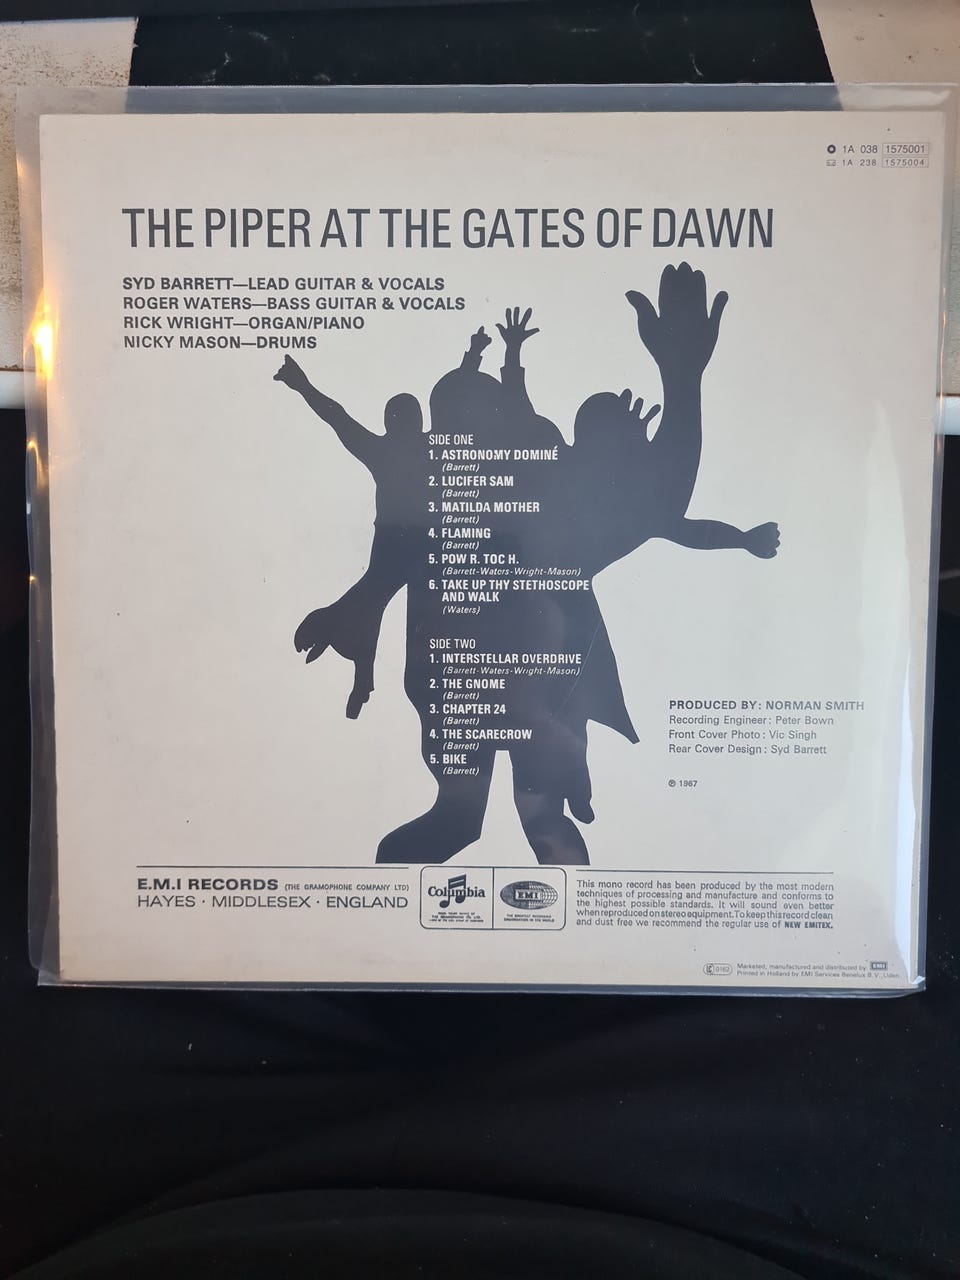 1A 038 1575001
1A 238 1575004
THE PIPER AT THE GATES OF DAWN
SYD BARRETT—LEAD GUITAR & VOCALS
ROGER WATERS—BASS GUITAR & VOCALS
RICK WRIGHT—ORGAN/PIANO
NICKY MASON—DRUMS
SIDE ONE
1. ASTRONOMY DOMINÉ
(Barrett)
2. LUCIFER SAM
(Barrett)
3. MATILDA MOTHER
(Barrett)
4. FLAMING
(Barrett)
5. POW R. TOC H.
(Barrett-Waters-Wright-Mason)
6. TAKE UP THY STETHOSCOPE
AND WALK
(Waters)
SIDE TWO
1. INTERSTELLAR OVERDRIVE
(Barrett-Waters-Wright-Mason)
2. THE GNOME
(Barrett)
3. CHAPTER 24
(Barrett)
4. THE SCARECROW
(Barrett)
5. BIKE
(Barrett)
PRODUCED BY: NORMAN SMITH
Recording Engineer: Peter Bown
Front Cover Photo: Vic Singh
Rear Cover Design: Syd Barrett
℗ 1967
E.M.I RECORDS (THE GRAMOPHONE COMPANY LTD)
HAYES · MIDDLESEX · ENGLAND
Columbia
EMI
THE GREATEST RECORDING
ORGANISATION IN THE WORLD
This mono record has been produced by the most modern
techniques of processing and manufacture and conforms to
the highest possible standards. It will sound even better
when reproduced on stereo equipment. To keep this record clean
and dust free we recommend the regular use of NEW EMITEX.
0162
Marketed, manufactured and distributed by EMI
Printed in Holland by EMI Services Benelux B.V., Uden